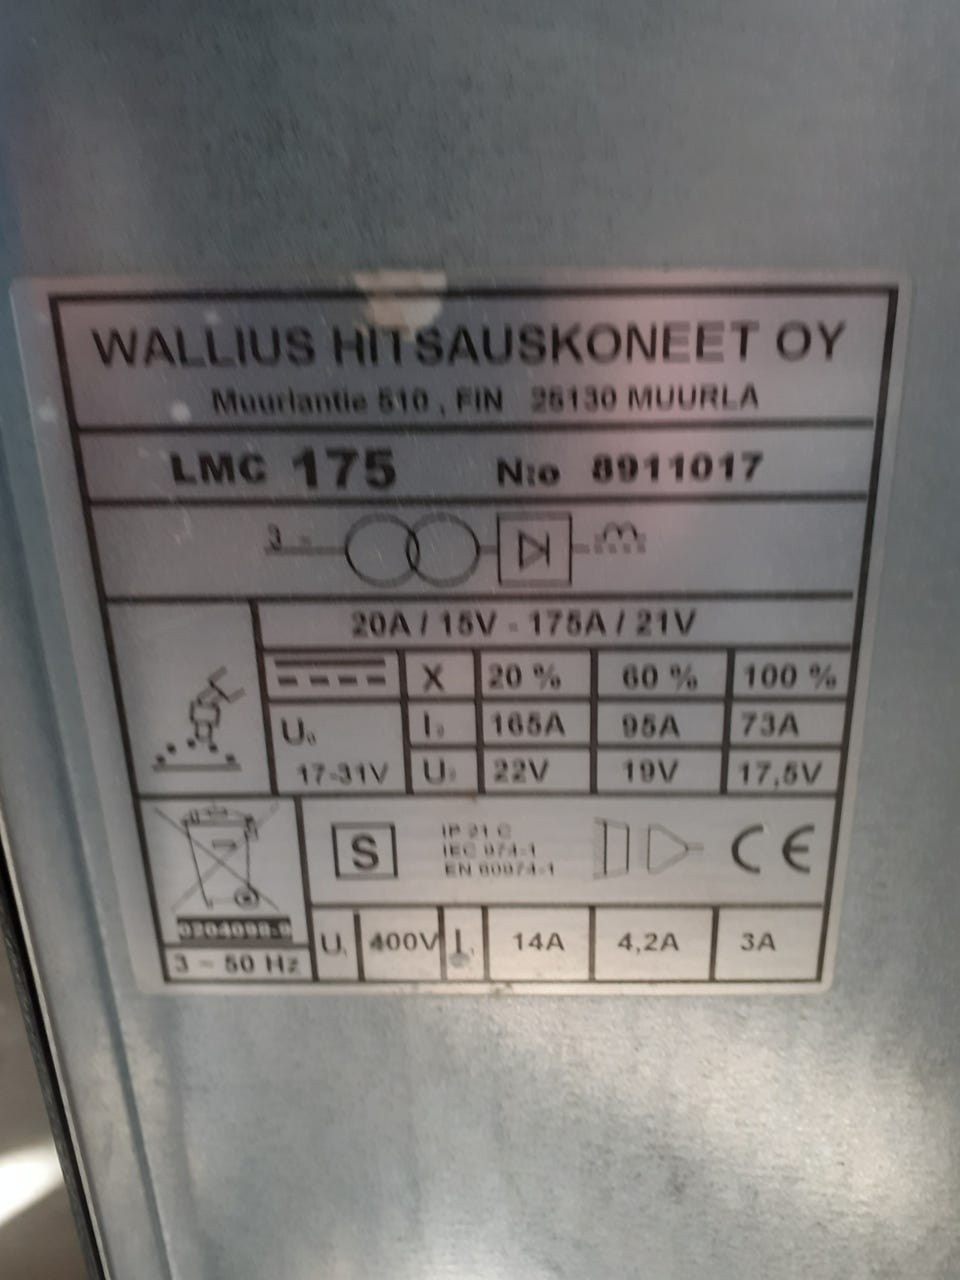 WALLIUS HITSAUSKONEET OY
Muurlantie 510 , FIN 25130 MUURLA
LMC 175 N:o 8911017
3 ~
20A / 15V - 175A / 21V
X 20 % 60 % 100 %
U₀ I₂ 165A 95A 73A
17-31V U₂ 22V 19V 17,5V
S
IP 21 C
IEC 974-1
EN 60974-1
CE
0204098-9
3 ~ 50 Hz
U₁ 400V I₁ 14A 4,2A 3A